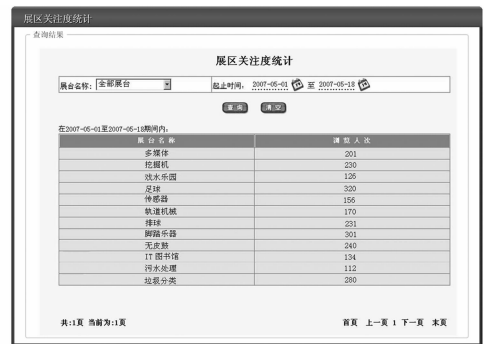 展区关注度统计
查询结果
展区关注度统计
展台名称: 全部展台 起止时间: 2007-05-01 至 2007-05-18
查 询 清 空
在2007-05-01至2007-05-18期间内,
展 台 名 称 浏 览 人 次
多媒体 201
挖掘机 230
戏水乐园 126
足球 320
传感器 156
轨道机械 170
排球 231
脚踏乐器 301
无皮鼓 240
IT 图书馆 134
污水处理 112
垃圾分类 280
共:1页 当前为:1页 首页 上一页 1 下一页 末页